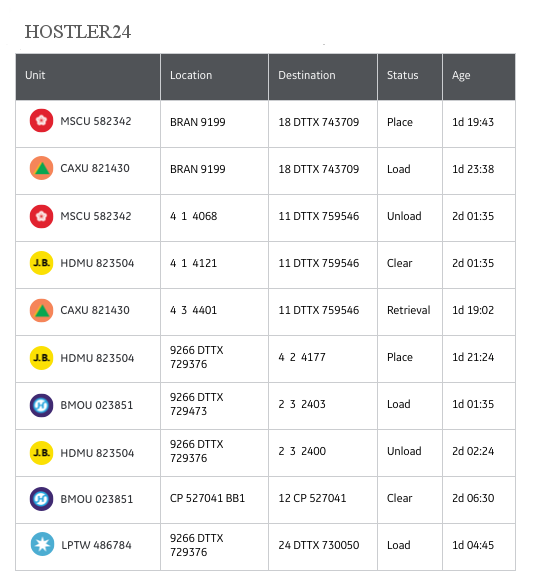 HOSTLER24
Unit Location Destination Status Age
MSCU 582342 BRAN 9199 18 DTTX 743709 Place 1d 19:43
CAXU 821430 BRAN 9199 18 DTTX 743709 Load 1d 23:38
MSCU 582342 4 1 4068 11 DTTX 759546 Unload 2d 01:35
J.B. HDMU 823504 4 1 4121 11 DTTX 759546 Clear 2d 01:35
CAXU 821430 4 3 4401 11 DTTX 759546 Retrieval 1d 19:02
J.B. HDMU 823504 9266 DTTX 729376 4 2 4177 Place 1d 21:24
H BMOU 023851 9266 DTTX 729473 2 3 2403 Load 1d 01:35
J.B. HDMU 823504 9266 DTTX 729376 2 3 2400 Unload 2d 02:24
H BMOU 023851 CP 527041 BB1 12 CP 527041 Clear 2d 06:30
LPTW 486784 9266 DTTX 729376 24 DTTX 730050 Load 1d 04:45